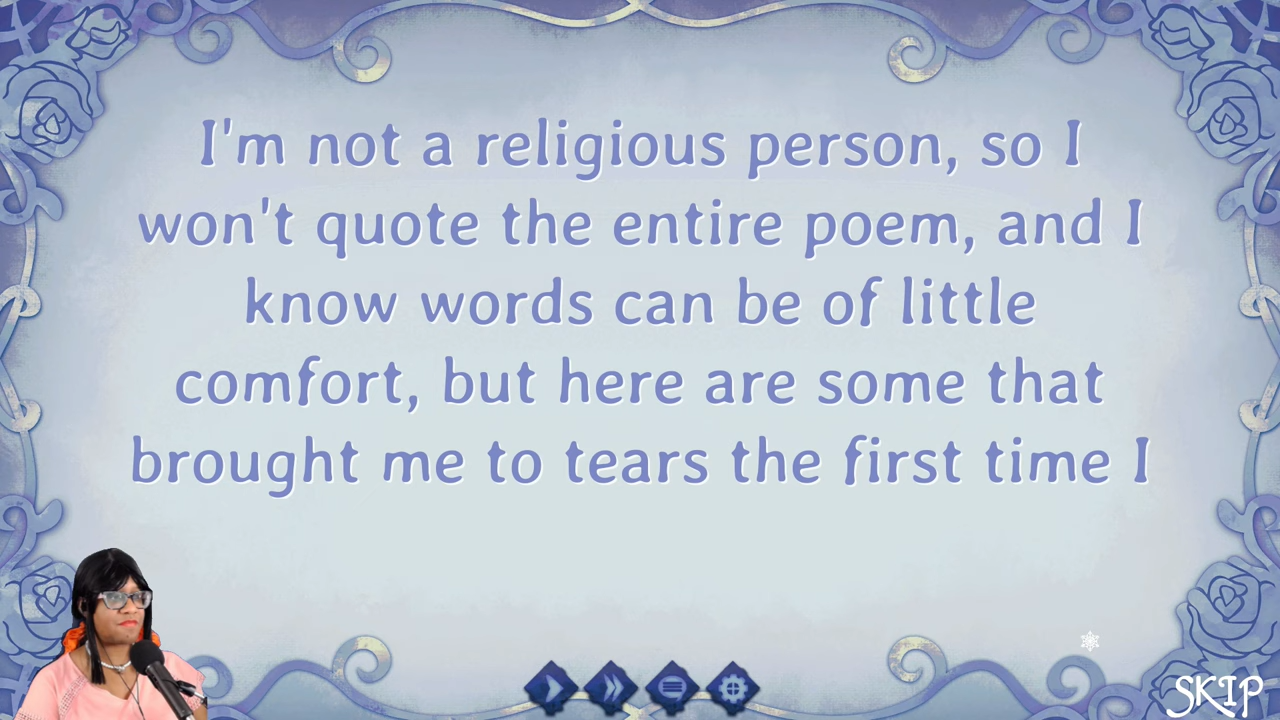 I'm not a religious person, so I
won't quote the entire poem, and I
know words can be of little
comfort, but here are some that
brought me to tears the first time I
SKIP